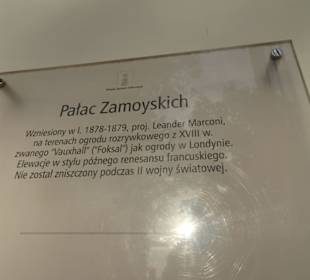 Pałac Zamoyskich
Wzniesiony w l. 1878-1879, proj. Leander Marconi,
na terenach ogrodu rozrywkowego z XVIII w.
zwanego "Vauxhall" ("Foksal") jak ogrody w Londynie.
Elewacje w stylu późnego renesansu francuskiego.
Nie został zniszczony podczas II wojny światowej.